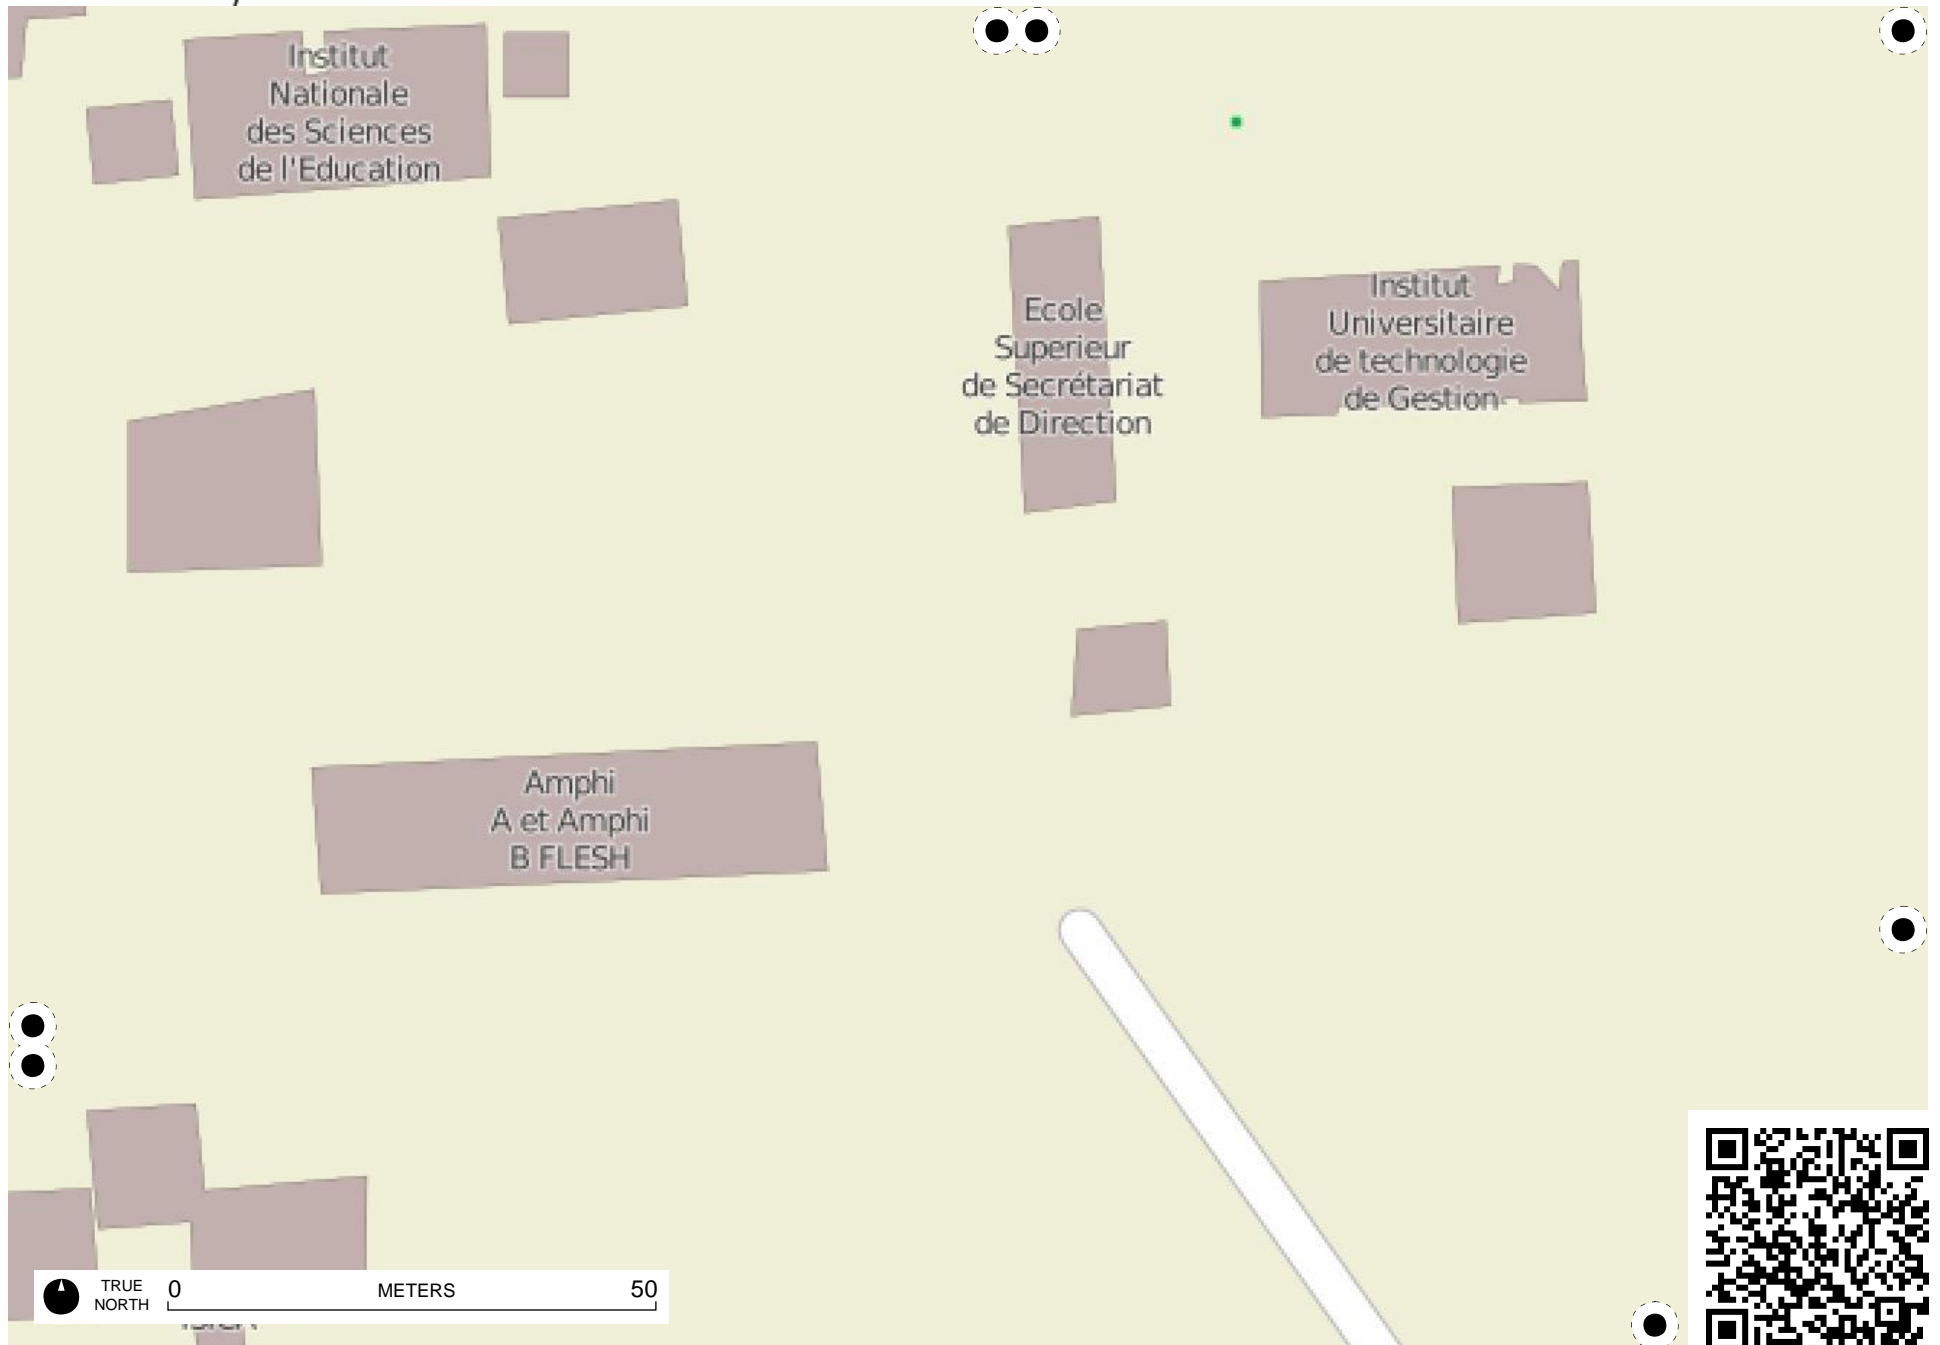 Institut
Nationale
des Sciences
de l'Education
Ecole
Superieur
de Secrétariat
de Direction
Institut
Universitaire
de technologie
de Gestion
Amphi
A et Amphi
B FLESH
TRUE
NORTH
0 METERS 50